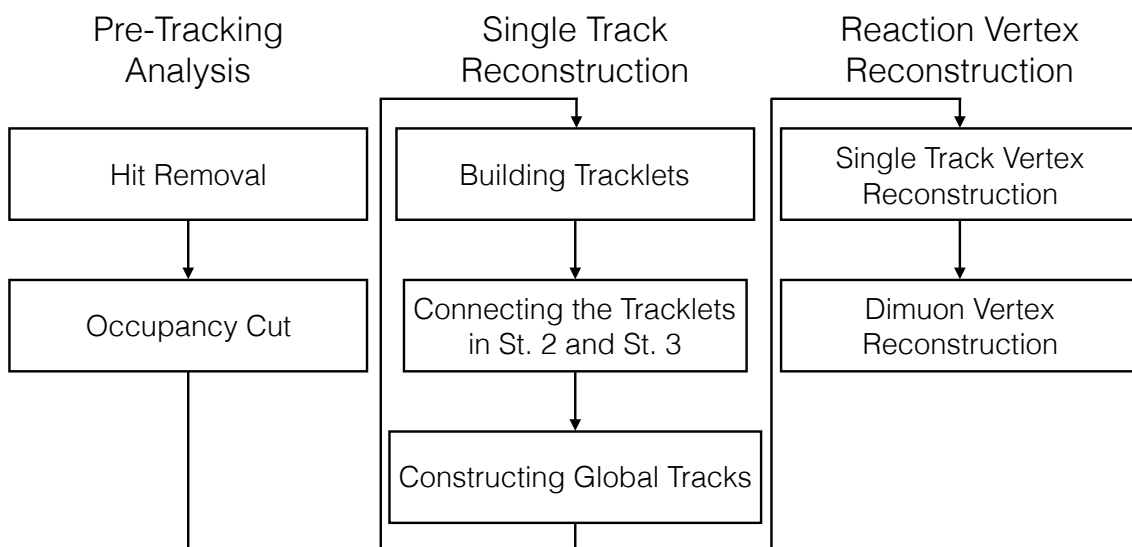 Pre-Tracking
Analysis
Hit Removal
Occupancy Cut
Single Track
Reconstruction
Building Tracklets
Connecting the Tracklets
in St. 2 and St. 3
Constructing Global Tracks
Reaction Vertex
Reconstruction
Single Track Vertex
Reconstruction
Dimuon Vertex
Reconstruction